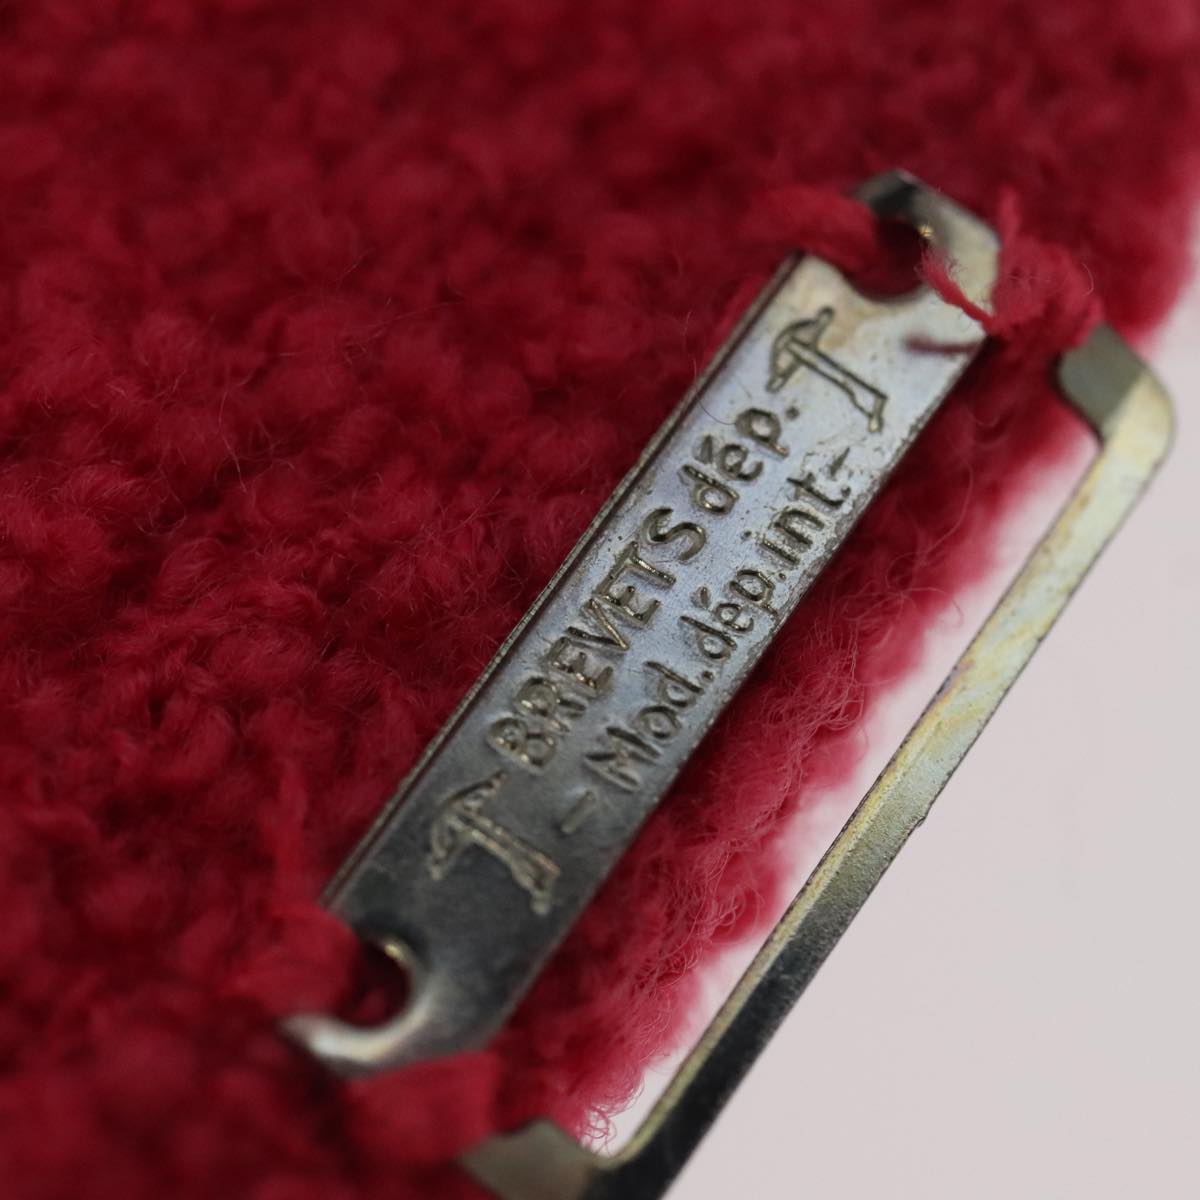 BREVETS dép.
- Mod. dép. int -